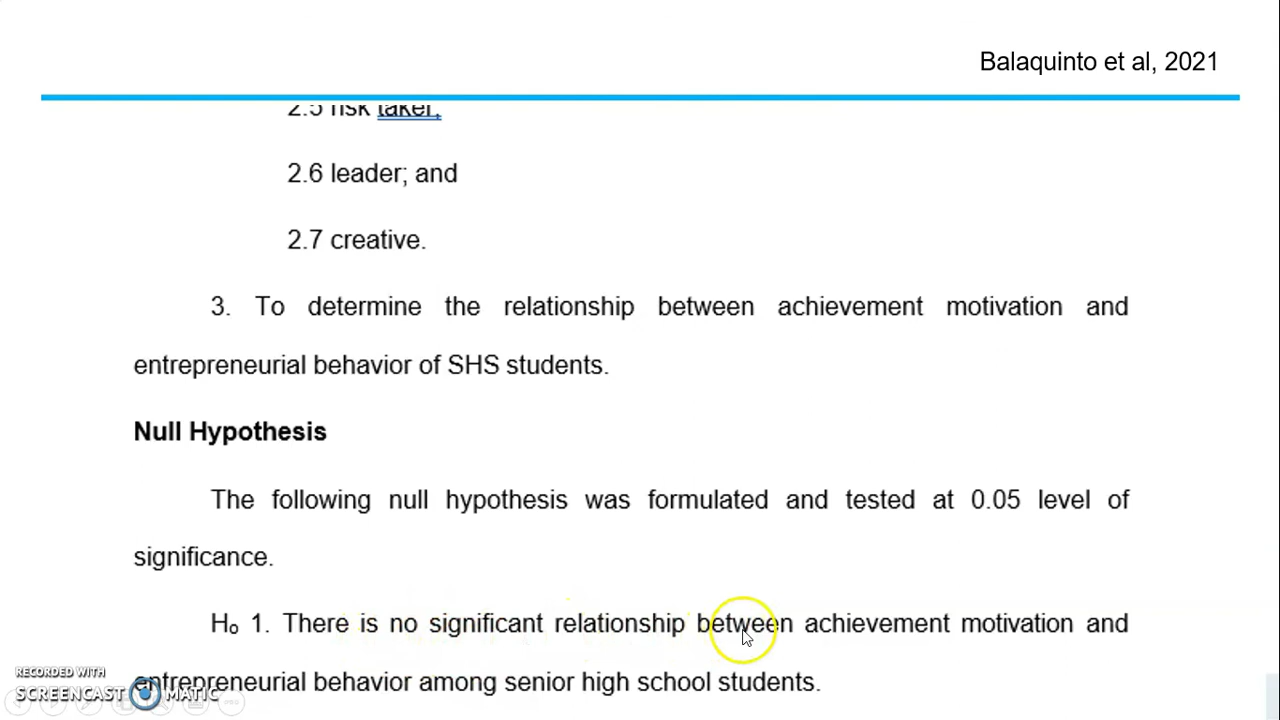 Balaquinto et al, 2021
2.5 risk taker,
2.6 leader; and
2.7 creative.
3. To determine the relationship between achievement motivation and
entrepreneurial behavior of SHS students.
Null Hypothesis
The following null hypothesis was formulated and tested at 0.05 level of
significance.
Hₒ 1. There is no significant relationship between achievement motivation and
entrepreneurial behavior among senior high school students.
RECORDED WITH
SCREENCAST MATIC